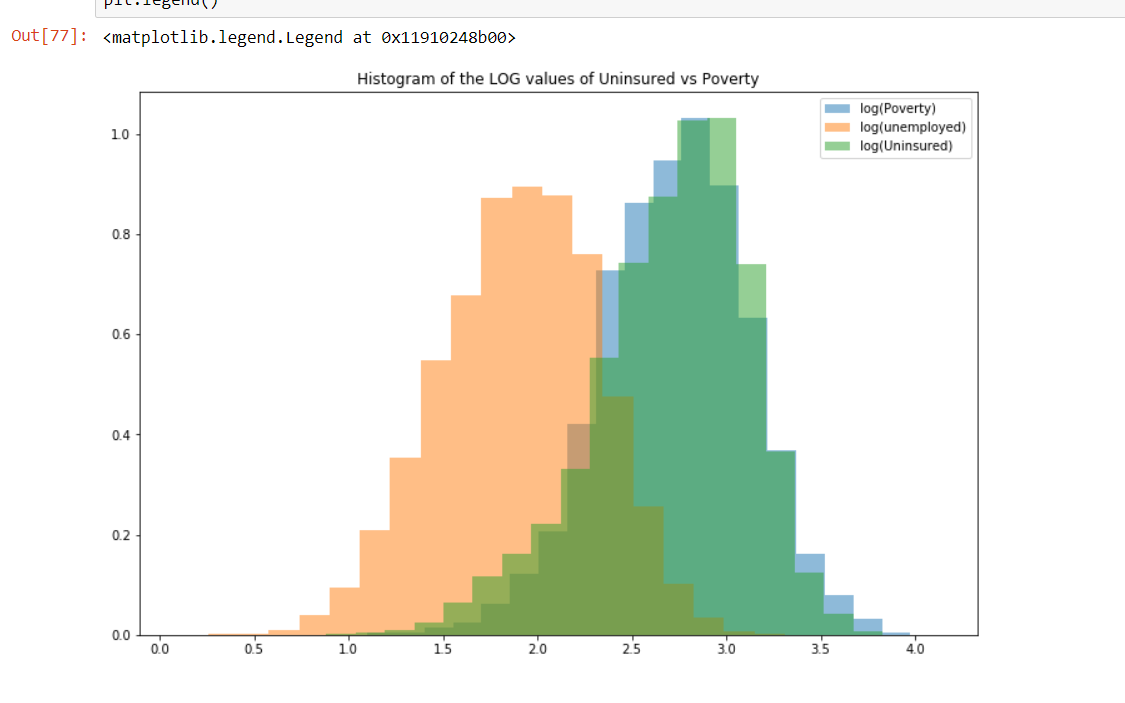 plt.legend()
Out[77]: <matplotlib.legend.Legend at 0x11910248b00>
Histogram of the LOG values of Uninsured vs Poverty
log(Poverty)
log(unemployed)
log(Uninsured)
1.0
0.8
0.6
0.4
0.2
0.0
0.0 0.5 1.0 1.5 2.0 2.5 3.0 3.5 4.0